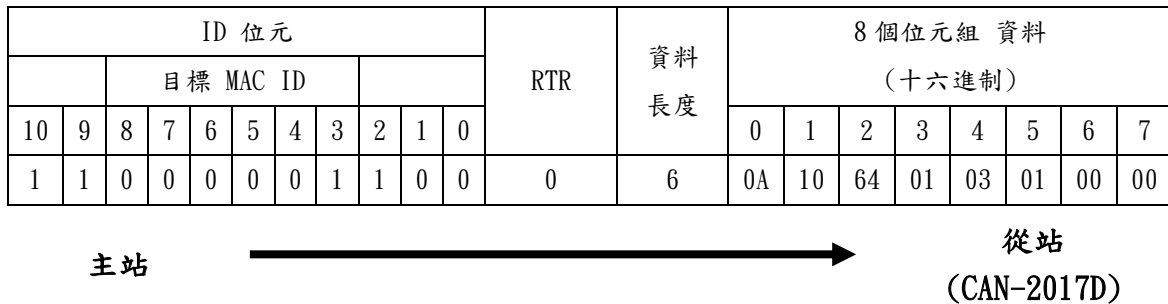 ID 位元 RTR 資料長度 8個位元組 資料
(十六進制)
目標 MAC ID
10 9 8 7 6 5 4 3 2 1 0 0 1 2 3 4 5 6 7
1 1 0 0 0 0 0 1 1 0 0 0 6 0A 10 64 01 03 01 00 00
主站 從站
(CAN-2017D)